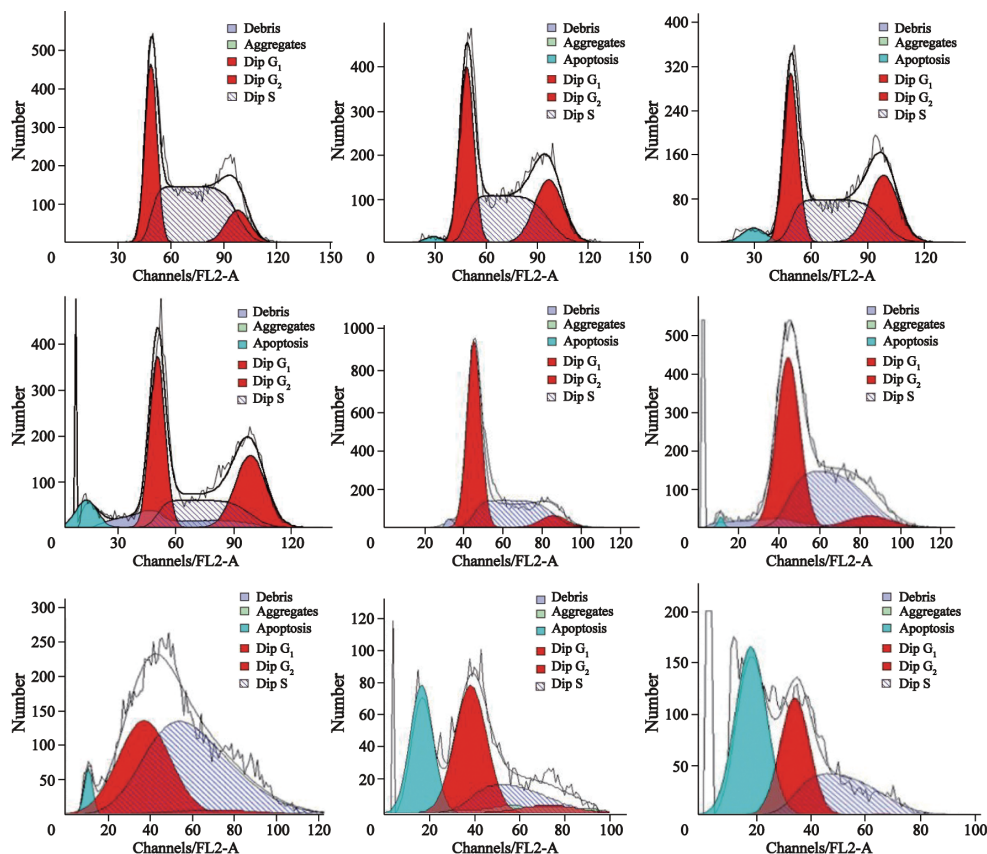 Number
500
400
300
200
100
0
30
60
90
120
150
Channels/FL2-A
Debris
Aggregates
Dip G₁
Dip G₂
Dip S
Number
400
300
200
100
0
30
60
90
120
150
Channels/FL2-A
Debris
Aggregates
Apoptosis
Dip G₁
Dip G₂
Dip S
Number
400
320
240
160
80
0
30
60
90
120
Channels/FL2-A
Debris
Aggregates
Apoptosis
Dip G₁
Dip G₂
Dip S
Number
400
300
200
100
0
30
60
90
120
Channels/FL2-A
Debris
Aggregates
Apoptosis
Dip G₁
Dip G₂
Dip S
Number
1000
800
600
400
200
0
20
40
60
80
100
120
Channels/FL2-A
Debris
Aggregates
Apoptosis
Dip G₁
Dip G₂
Dip S
Number
500
400
300
200
100
0
20
40
60
80
100
120
Channels/FL2-A
Debris
Aggregates
Apoptosis
Dip G₁
Dip G₂
Dip S
Number
300
250
200
150
100
50
0
20
40
60
80
100
120
Channels/FL2-A
Debris
Aggregates
Apoptosis
Dip G₁
Dip G₂
Dip S
Number
120
100
80
60
40
20
0
20
40
60
80
100
Channels/FL2-A
Debris
Aggregates
Apoptosis
Dip G₁
Dip G₂
Dip S
Number
200
150
100
50
0
20
40
60
80
100
Channels/FL2-A
Debris
Aggregates
Apoptosis
Dip G₁
Dip G₂
Dip S